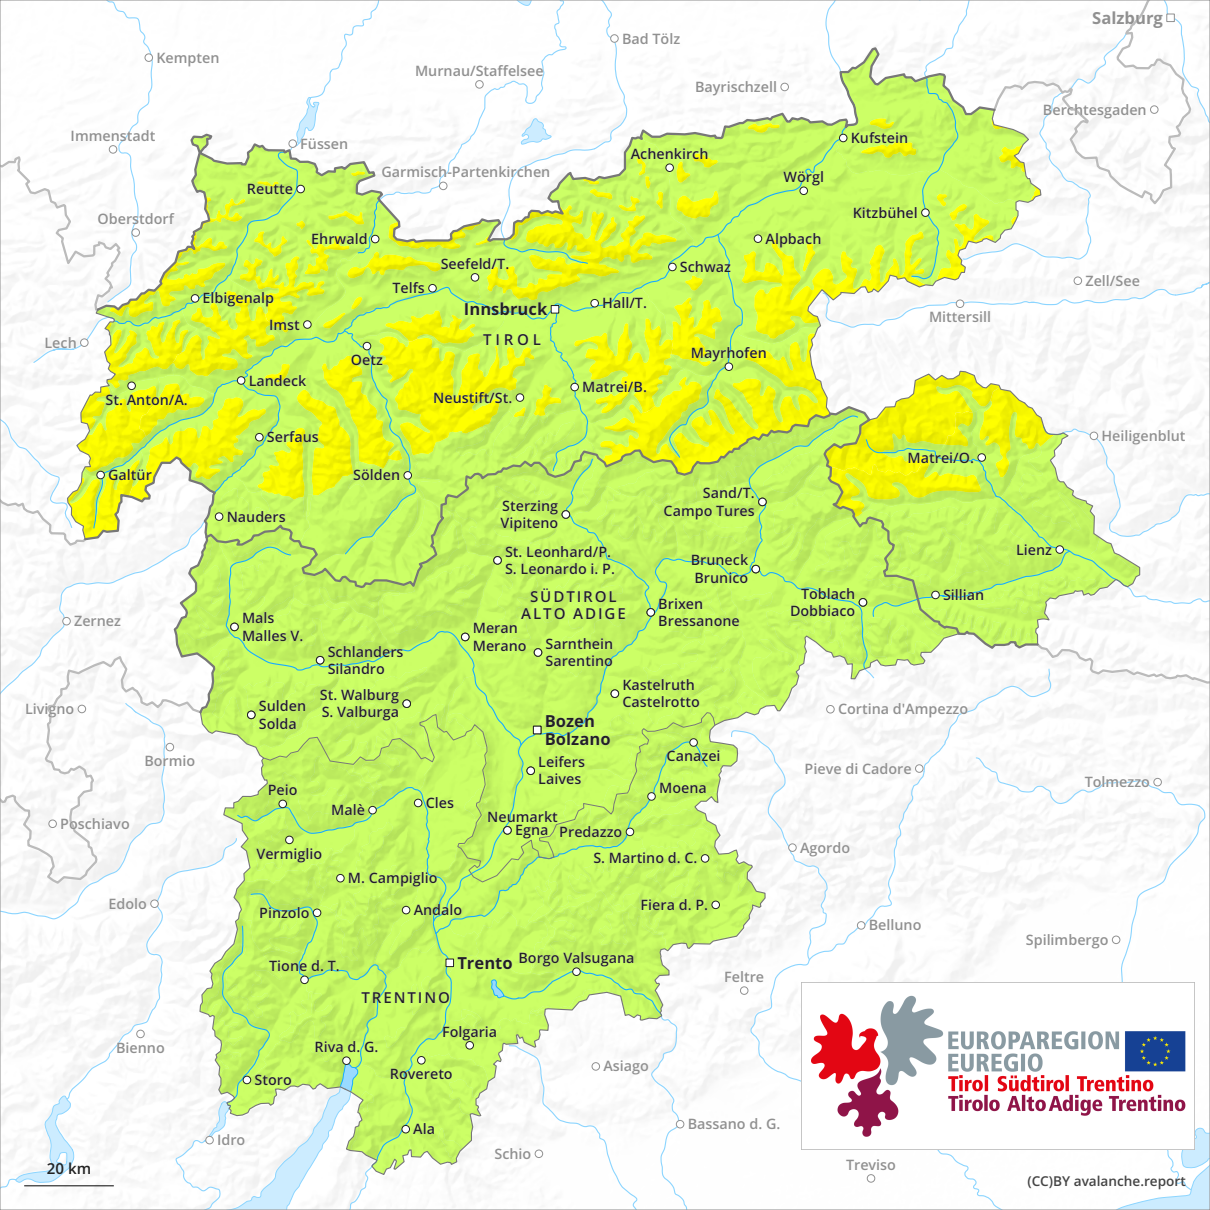 Salzburg
Bad Tölz
Kempten
Murnau/Staffelsee
Bayrischzell
Berchtesgaden
Immenstadt
Füssen
Kufstein
Achenkirch
Garmisch-Partenkirchen
Wörgl
Reutte
Oberstdorf
Kitzbühel
Ehrwald
Alpbach
Seefeld/T.
Schwaz
Zell/See
Telfs
Elbigenalp
Hall/T.
Innsbruck
Mittersill
Imst
TIROL
Lech
Oetz
Mayrhofen
Landeck
Matrei/B.
St. Anton/A.
Neustift/St.
Serfaus
Heiligenblut
Matrei/O.
Galtür
Sölden
Sand/T.
Campo Tures
Sterzing
Vipiteno
Nauders
Lienz
St. Leonhard/P.
S. Leonardo i. P.
Bruneck
Brunico
SÜDTIROL
ALTO ADIGE
Toblach
Dobbiaco
Sillian
Brixen
Bressanone
Zernez
Mals
Malles V.
Meran
Merano
Sarnthein
Sarentino
Schlanders
Silandro
Kastelruth
Castelrotto
St. Walburg
S. Valburga
Livigno
Sulden
Solda
Cortina d'Ampezzo
Bozen
Bolzano
Bormio
Canazei
Leifers
Laives
Pieve di Cadore
Tolmezzo
Peio
Moena
Malè
Cles
Neumarkt
Egna
Predazzo
Poschiavo
Vermiglio
Agordo
S. Martino d. C.
M. Campiglio
Edolo
Pinzolo
Andalo
Fiera d. P.
Belluno
Spilimbergo
Trento
Borgo Valsugana
Tione d. T.
Feltre
TRENTINO
Folgaria
Bienno
Riva d. G.
Rovereto
Asiago
Storo
EUROPAREGION
EUREGIO
Tirol Südtirol Trentino
Tirolo Alto Adige Trentino
Ala
Bassano d. G.
Idro
Schio
Treviso
20 km
(CC)BY avalanche.report